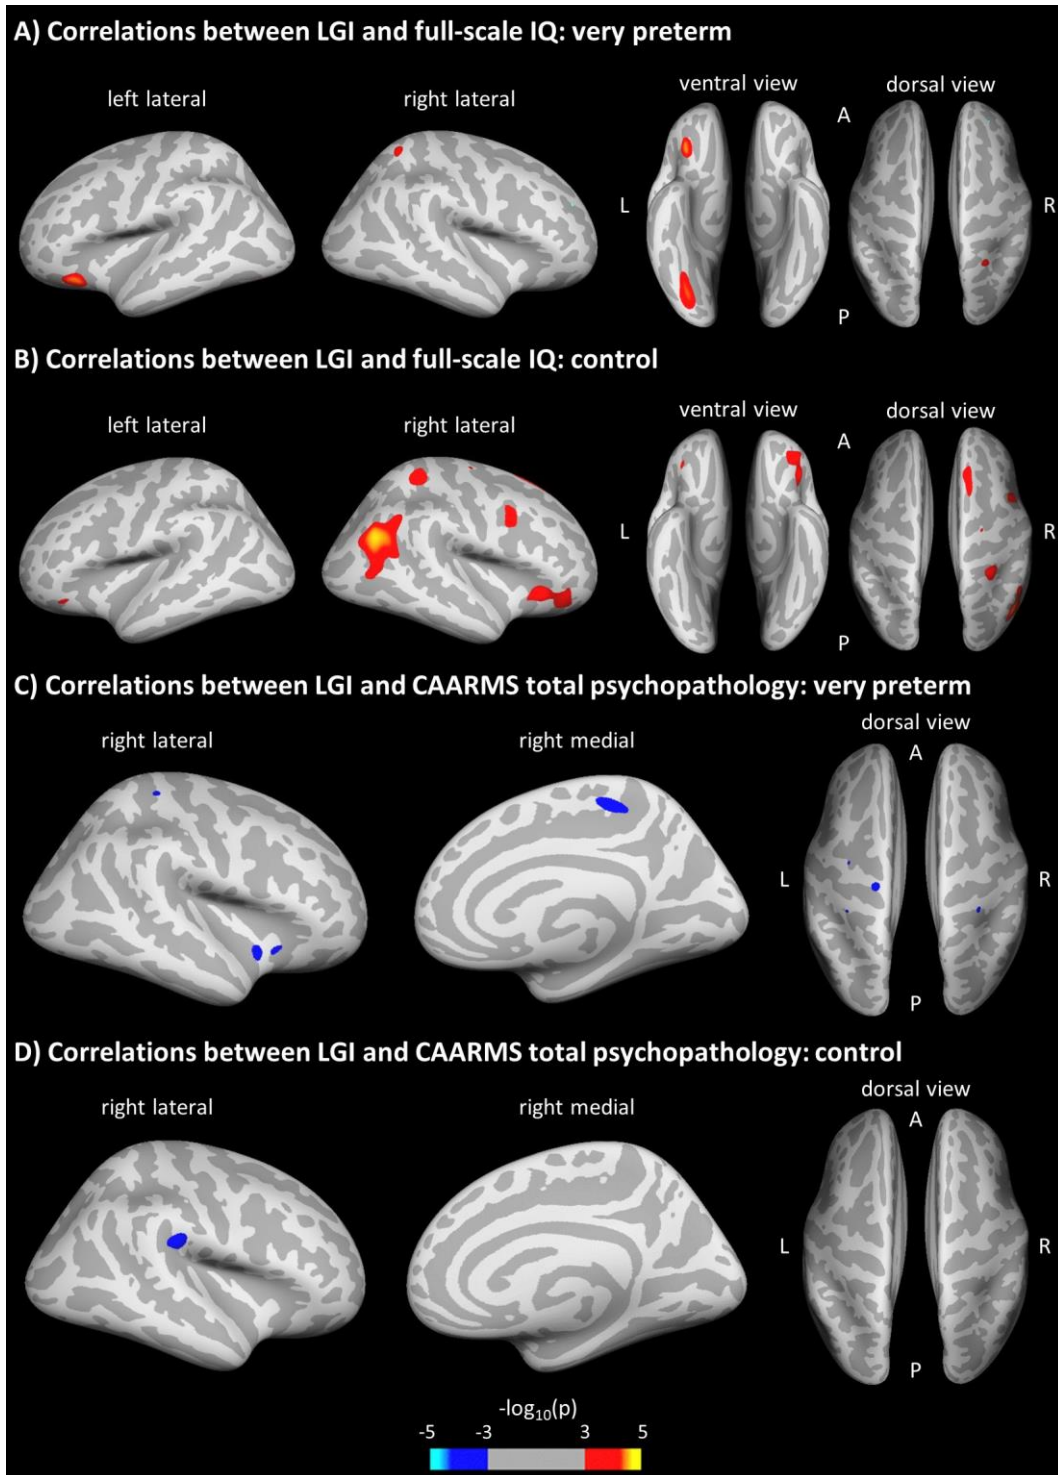 A) Correlations between LGI and full-scale IQ: very preterm
left lateral
right lateral
ventral view
dorsal view
A
L
R
P
B) Correlations between LGI and full-scale IQ: control
left lateral
right lateral
ventral view
dorsal view
A
L
R
P
C) Correlations between LGI and CAARMS total psychopathology: very preterm
right lateral
right medial
dorsal view
A
L
R
P
D) Correlations between LGI and CAARMS total psychopathology: control
right lateral
right medial
dorsal view
A
L
R
P
-log₁₀(p)
-5 -3 3 5